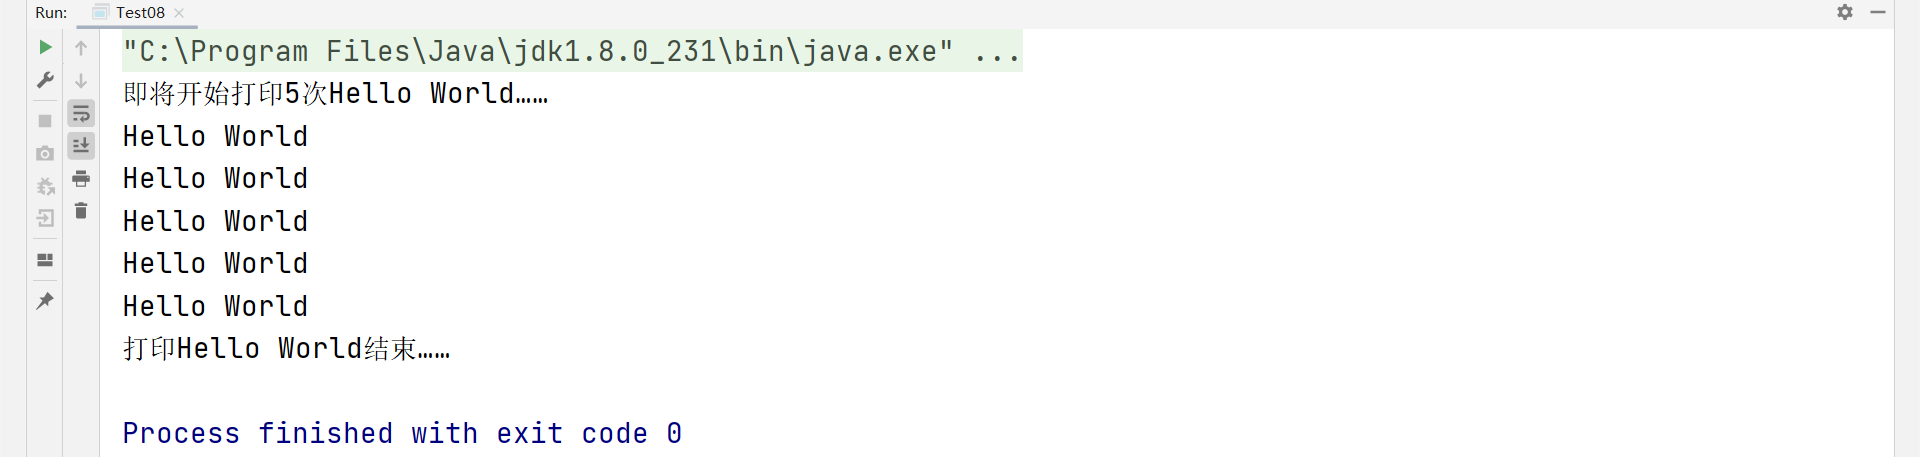 Run: Test08
"C:\Program Files\Java\jdk1.8.0_231\bin\java.exe" ...
即将开始打印5次Hello World……
Hello World
Hello World
Hello World
Hello World
Hello World
打印Hello World结束……
Process finished with exit code 0